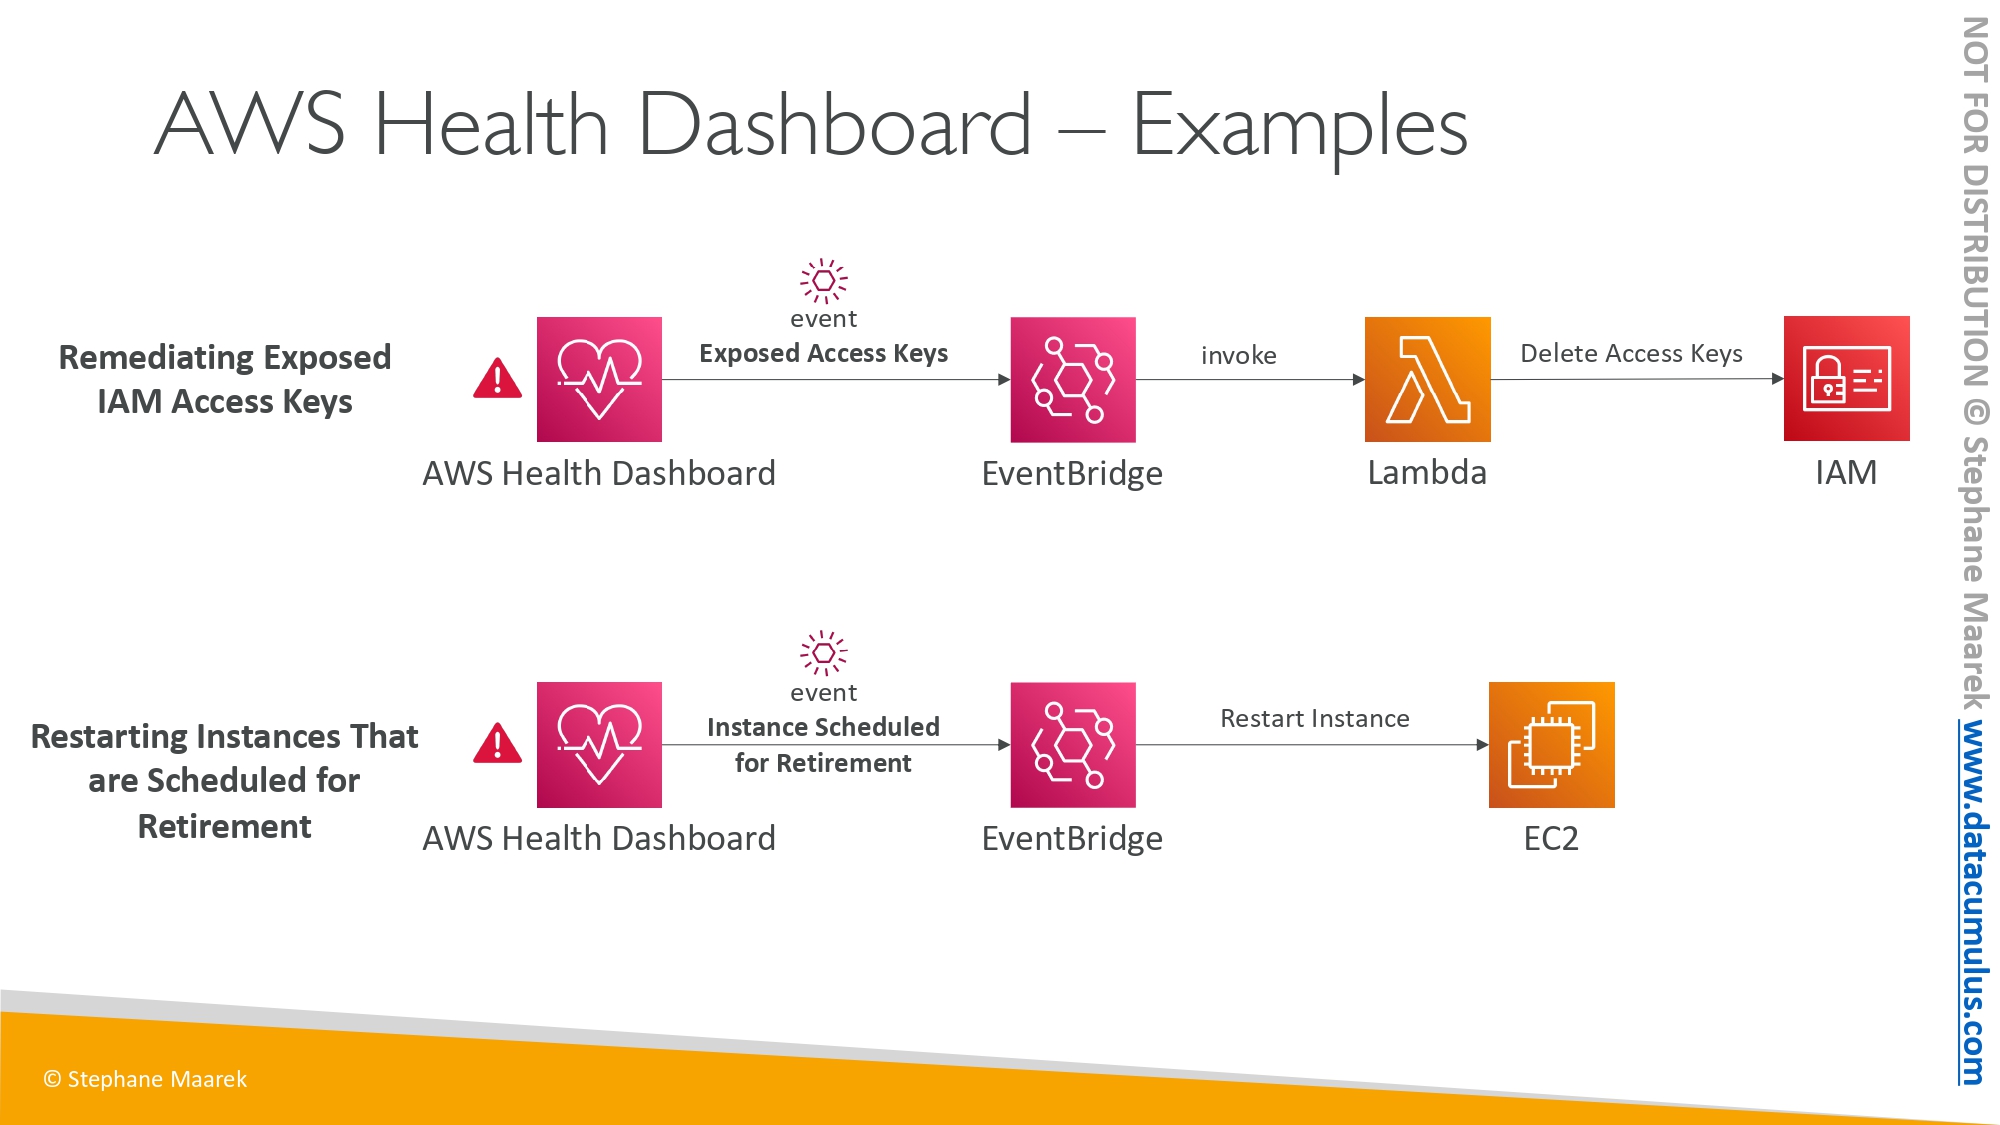 AWS Health Dashboard – Examples
Remediating Exposed
IAM Access Keys
event
Exposed Access Keys
invoke
Delete Access Keys
AWS Health Dashboard
EventBridge
Lambda
IAM
Restarting Instances That
are Scheduled for
Retirement
event
Instance Scheduled
for Retirement
Restart Instance
AWS Health Dashboard
EventBridge
EC2
© Stephane Maarek
NOT FOR DISTRIBUTION © Stephane Maarek www.datacumulus.com